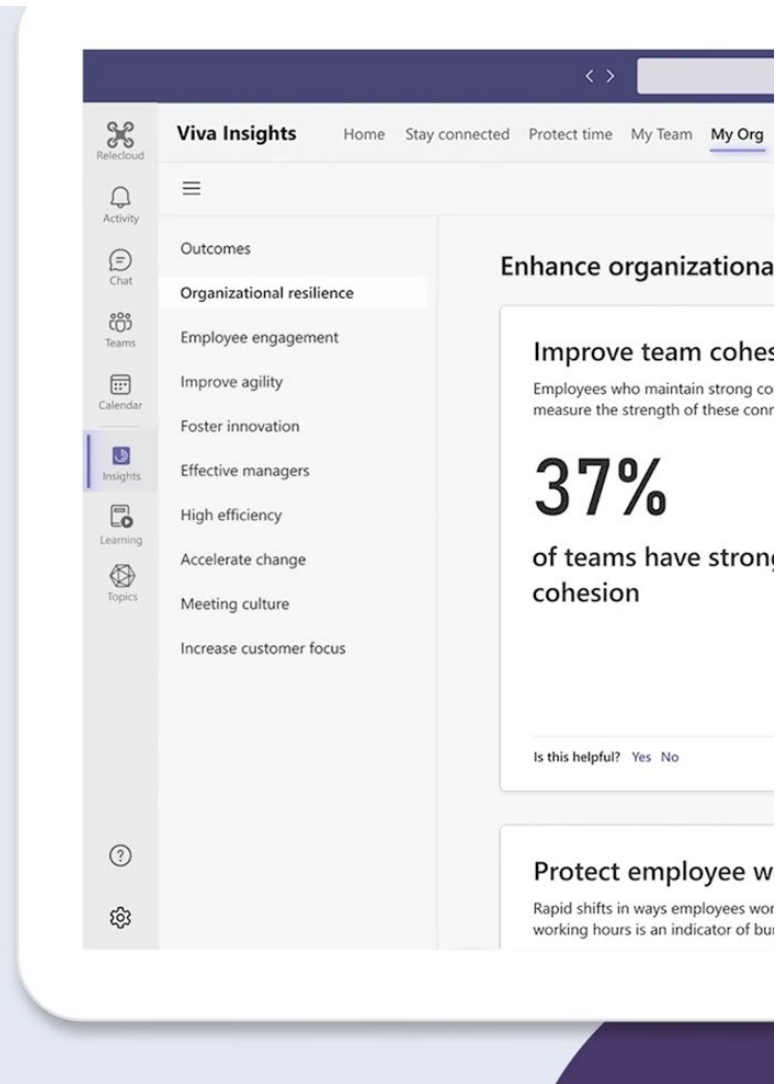 Viva Insights Home Stay connected Protect time My Team My Org
Relecloud
Activity
Chat
Teams
Calendar
Insights
Learning
Topics
Outcomes
Organizational resilience
Employee engagement
Improve agility
Foster innovation
Effective managers
High efficiency
Accelerate change
Meeting culture
Increase customer focus
Enhance organizationa
Improve team cohes
Employees who maintain strong co
measure the strength of these conn
37%
of teams have strong
cohesion
Is this helpful? Yes No
Protect employee w
Rapid shifts in ways employees wor
working hours is an indicator of bur